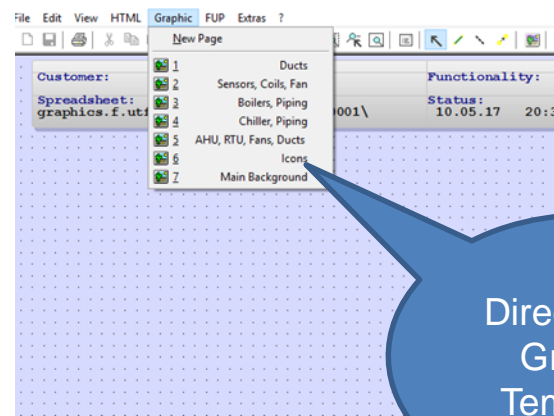 File Edit View HTML Graphic FUP Extras ?
New Page
1 Ducts
2 Sensors, Coils, Fan
3 Boilers, Piping
4 Chiller, Piping
5 AHU, RTU, Fans, Ducts
6 Icons
7 Main Background
Customer: Functionality:
Spreadsheet: Status:
graphics.f.utf 0001\ 10.05.17 20:3
Dire
Gr
Tem